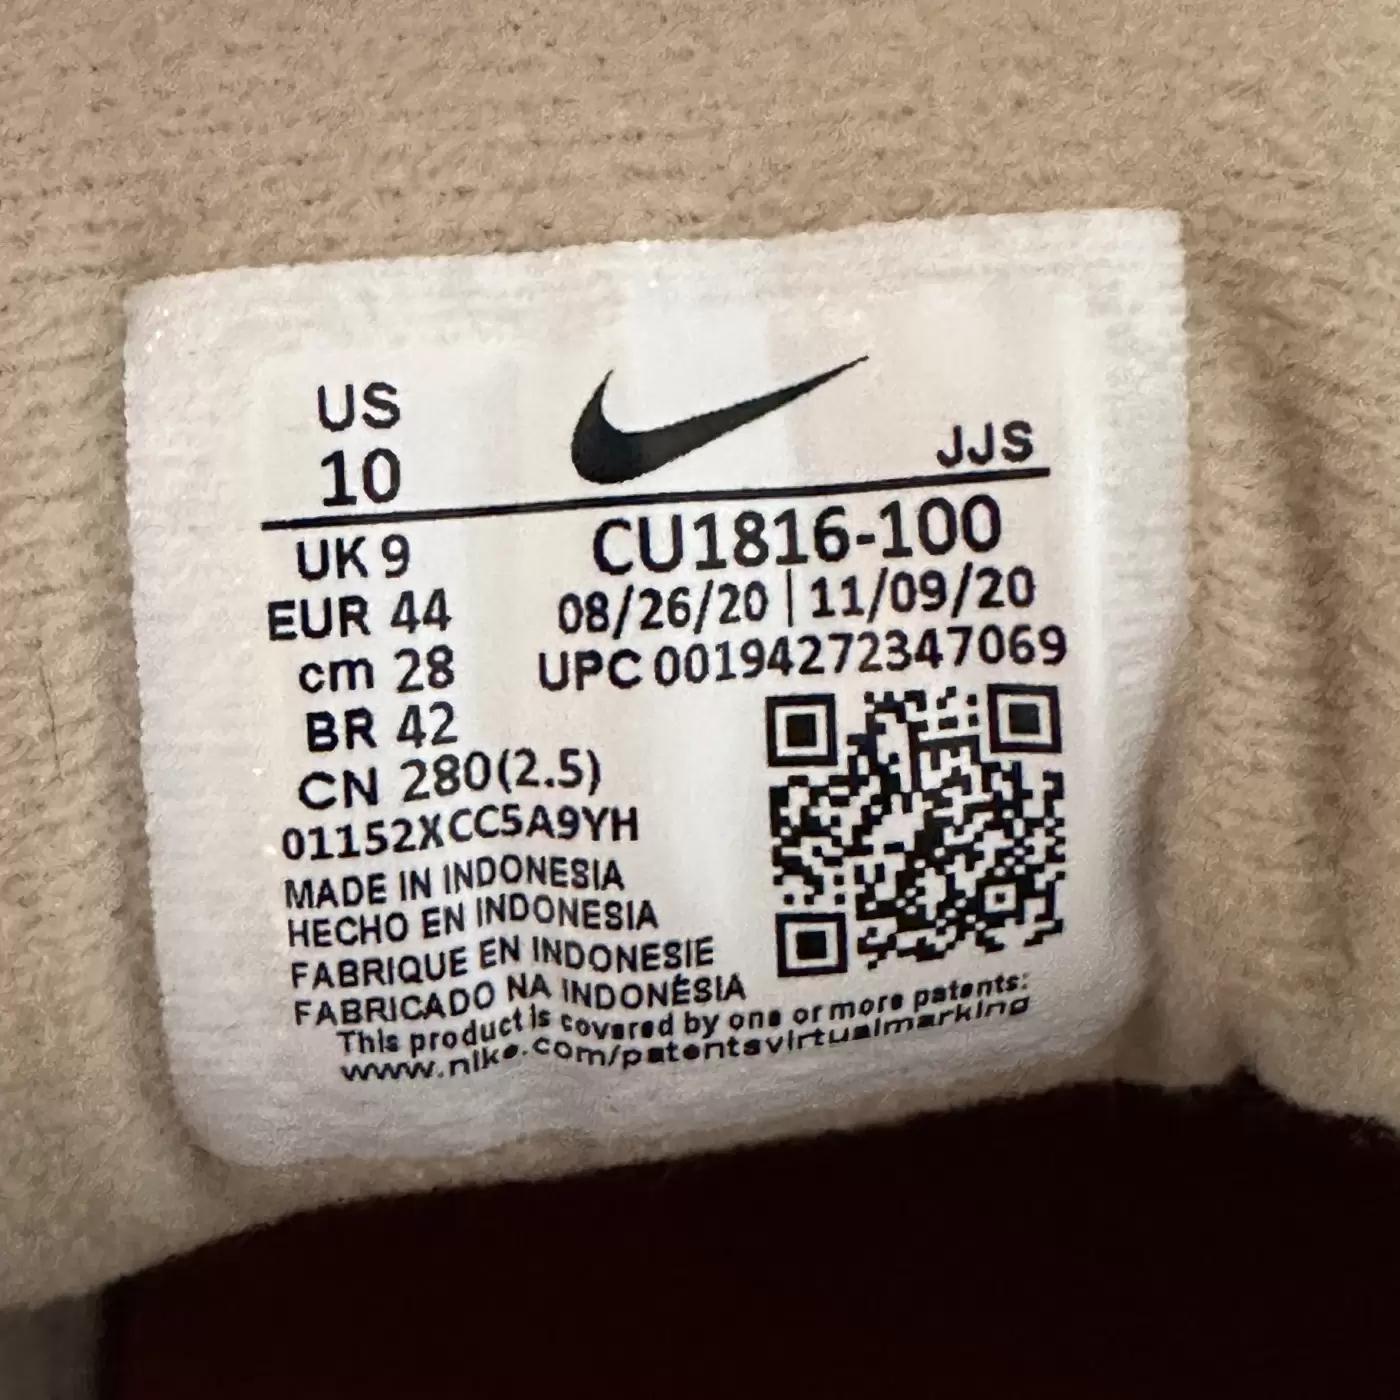 US
10
JJS
UK 9
CU1816-100
EUR 44
08/26/20 | 11/09/20
cm 28
UPC 00194272347069
BR 42
CN 280(2.5)
01152XCC5A9YH
MADE IN INDONESIA
HECHO EN INDONESIA
FABRIQUE EN INDONESIE
FABRICADO NA INDONÉSIA
This product is covered by one or more patents:
www.nike.com/patentsvirtualmarking